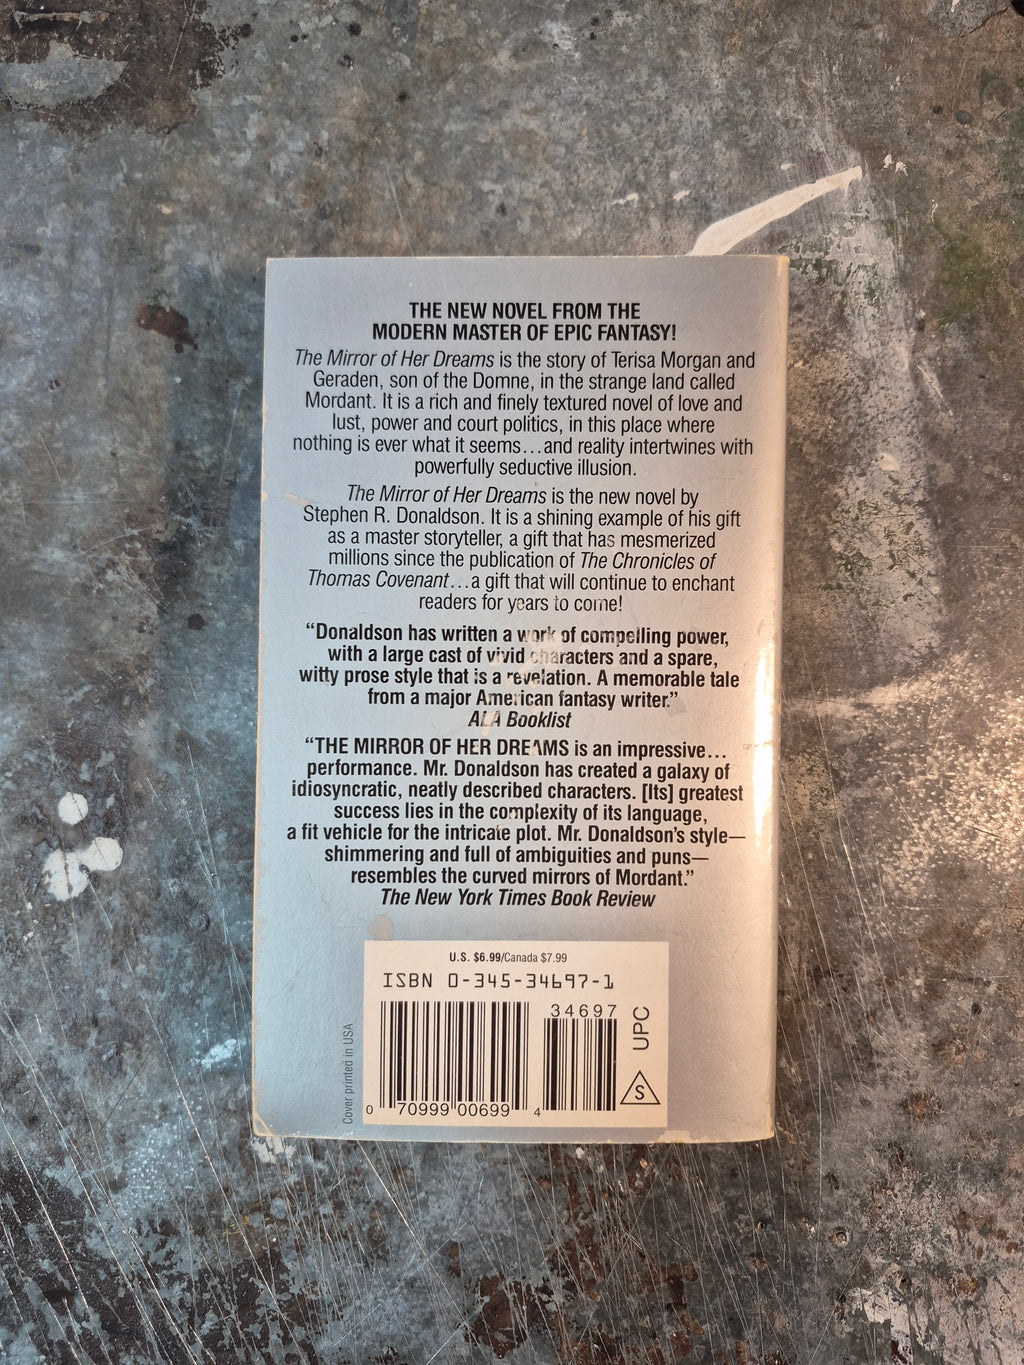 THE NEW NOVEL FROM THE
MODERN MASTER OF EPIC FANTASY!
The Mirror of Her Dreams is the story of Terisa Morgan and
Geraden, son of the Domne, in the strange land called
Mordant. It is a rich and finely textured novel of love and
lust, power and court politics, in this place where
nothing is ever what it seems...and reality intertwines with
powerfully seductive illusion.
The Mirror of Her Dreams is the new novel by
Stephen R. Donaldson. It is a shining example of his gift
as a master storyteller, a gift that has mesmerized
millions since the publication of The Chronicles of
Thomas Covenant...a gift that will continue to enchant
readers for years to come!
“Donaldson has written a work of compelling power,
with a large cast of vivid characters and a spare,
witty prose style that is a revelation. A memorable tale
from a major American fantasy writer.”
ALA Booklist
“THE MIRROR OF HER DREAMS is an impressive...
performance. Mr. Donaldson has created a galaxy of
idiosyncratic, neatly described characters. [Its] greatest
success lies in the complexity of its language,
a fit vehicle for the intricate plot. Mr. Donaldson's style—
shimmering and full of ambiguities and puns—
resembles the curved mirrors of Mordant.”
The New York Times Book Review
U.S. $6.99/Canada $7.99
ISBN 0-345-34697-1
34697
UPC
S
0 70999 00699 4
Cover printed in USA